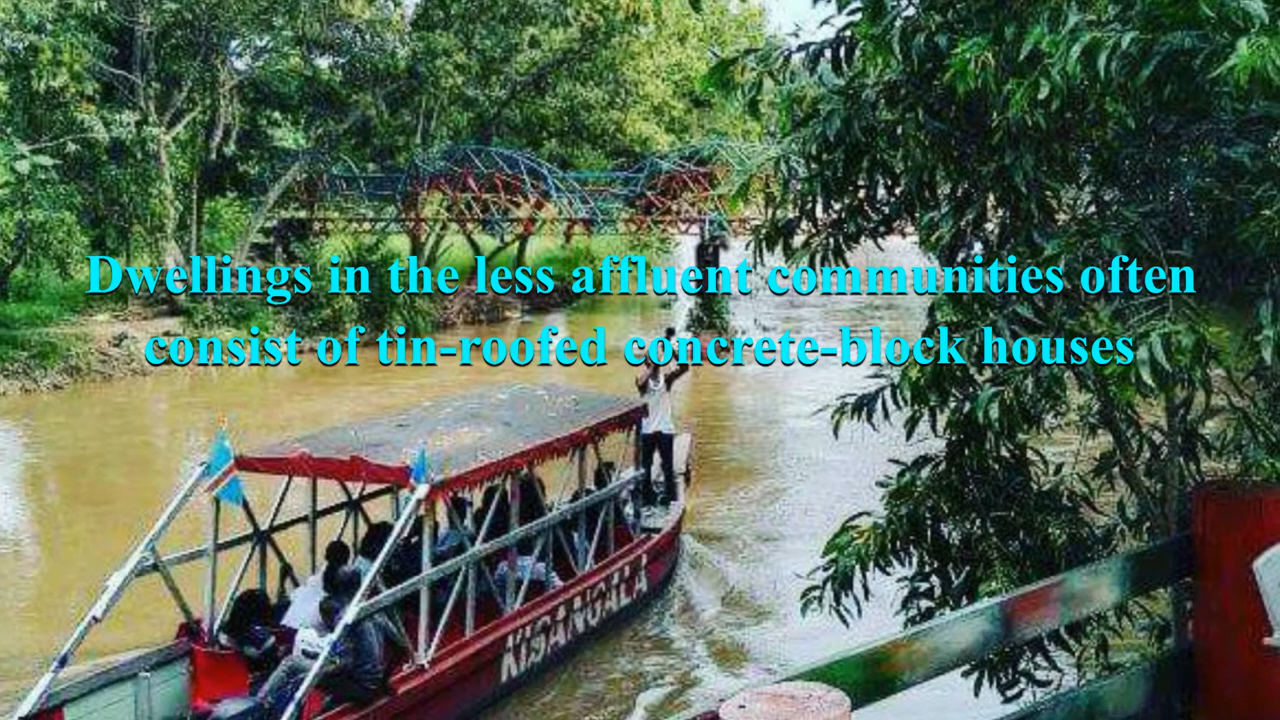 Dwellings in the less affluent communities often
consist of tin-roofed concrete-block houses
KISANGALA